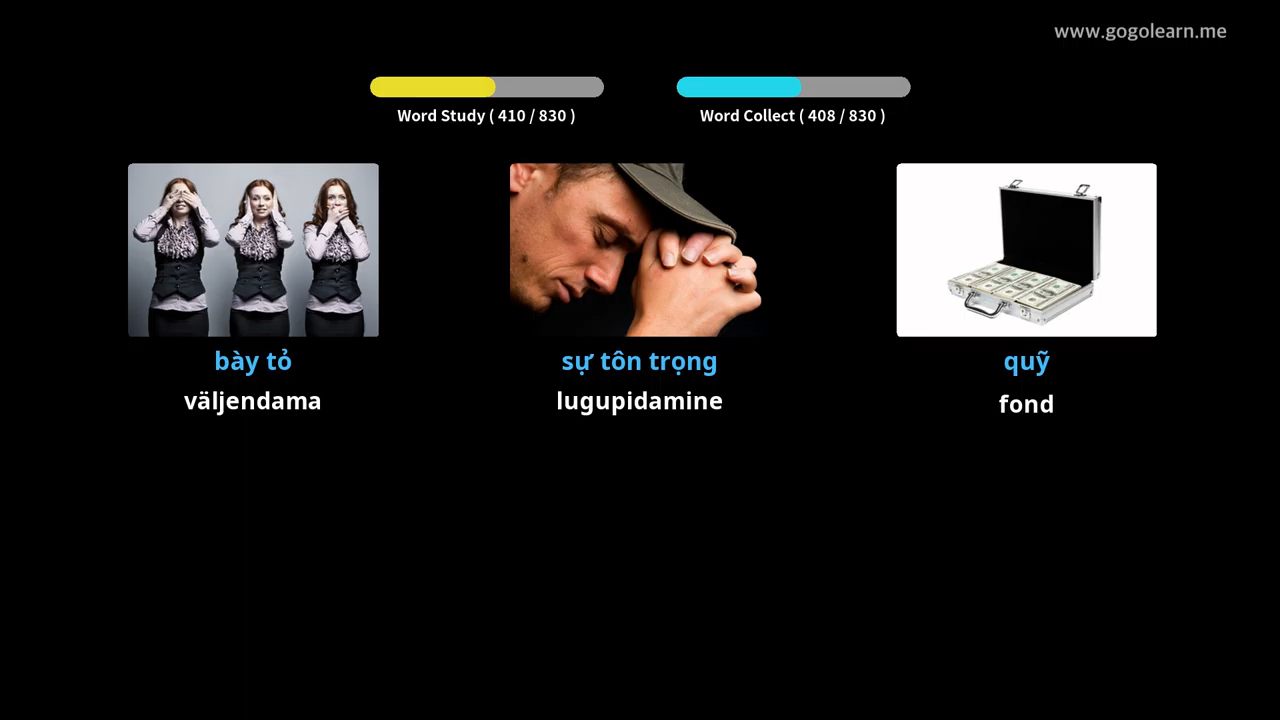 www.gogolearn.me
Word Study ( 410 / 830 )
Word Collect ( 408 / 830 )
bày tỏ
väljendama
sự tôn trọng
lugupidamine
quỹ
fond